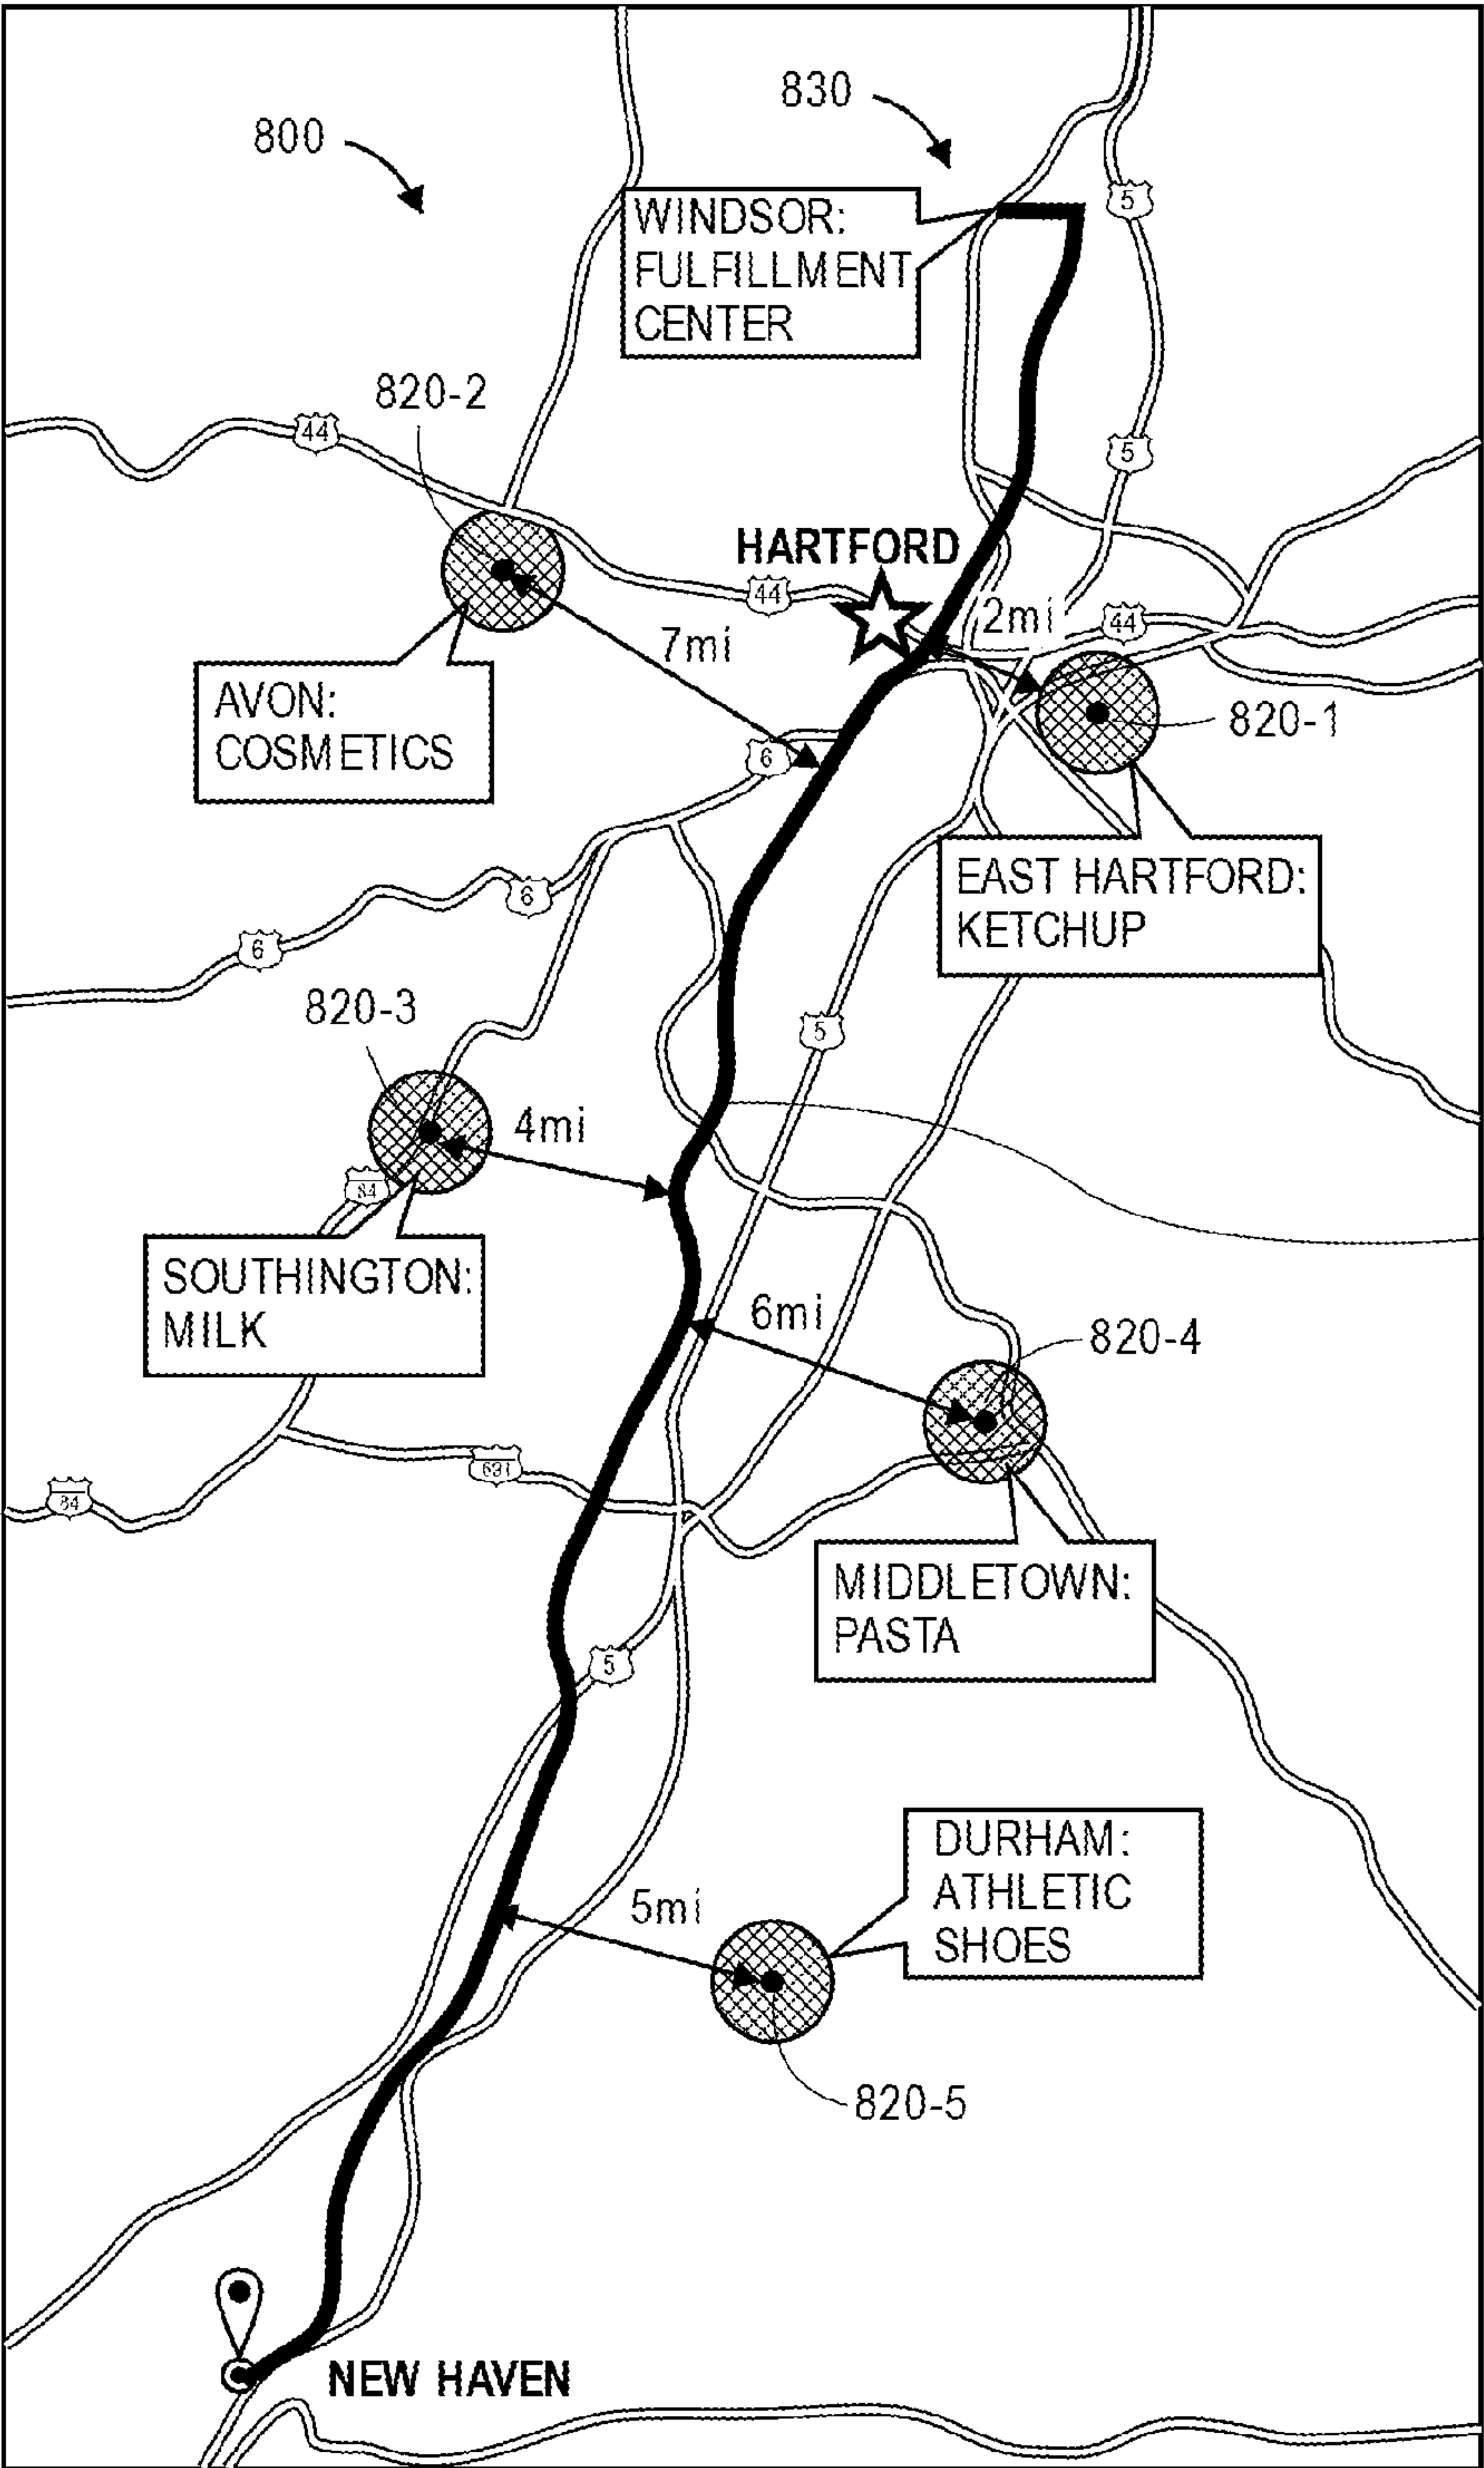 830
800
5
WINDSOR:
FULFILLMENT
CENTER
820-2
44
5
HARTFORD
44
2mi
44
7mi
AVON:
COSMETICS
820-1
6
EAST HARTFORD:
KETCHUP
6
6
820-3
5
4mi
84
SOUTHINGTON:
MILK
6mi
820-4
691
84
MIDDLETOWN:
PASTA
5
DURHAM:
ATHLETIC
SHOES
5mi
820-5
NEW HAVEN